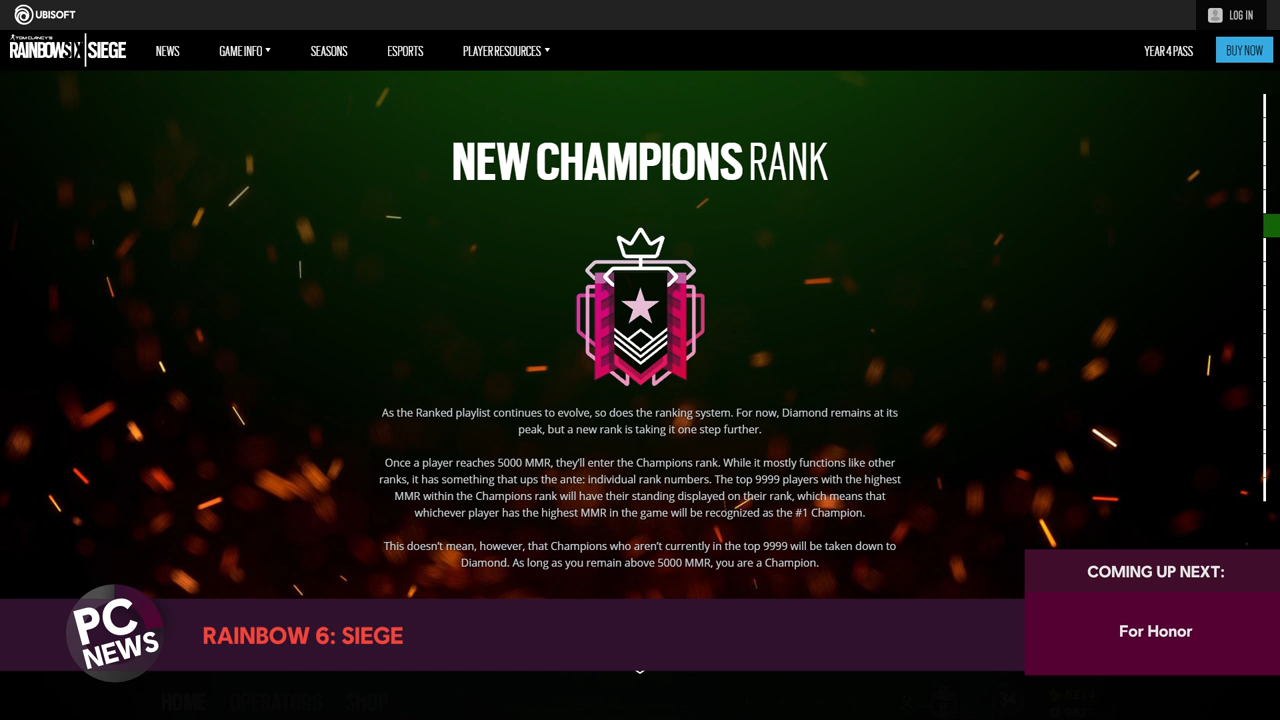 UBISOFT
LOG IN
TOM CLANCY'S
RAINBOW SIX | SIEGE
NEWS
GAME INFO
SEASONS
ESPORTS
PLAYER RESOURCES
YEAR 4 PASS
BUY NOW
NEW CHAMPIONS RANK
As the Ranked playlist continues to evolve, so does the ranking system. For now, Diamond remains at its
peak, but a new rank is taking it one step further.
Once a player reaches 5000 MMR, they'll enter the Champions rank. While it mostly functions like other
ranks, it has something that ups the ante: individual rank numbers. The top 9999 players with the highest
MMR within the Champions rank will have their standing displayed on their rank, which means that
whichever player has the highest MMR in the game will be recognized as the #1 Champion.
This doesn't mean, however, that Champions who aren't currently in the top 9999 will be taken down to
Diamond. As long as you remain above 5000 MMR, you are a Champion.
COMING UP NEXT:
For Honor
PC
NEWS
RAINBOW 6: SIEGE
HOME
OPERATORS
SHOP
34